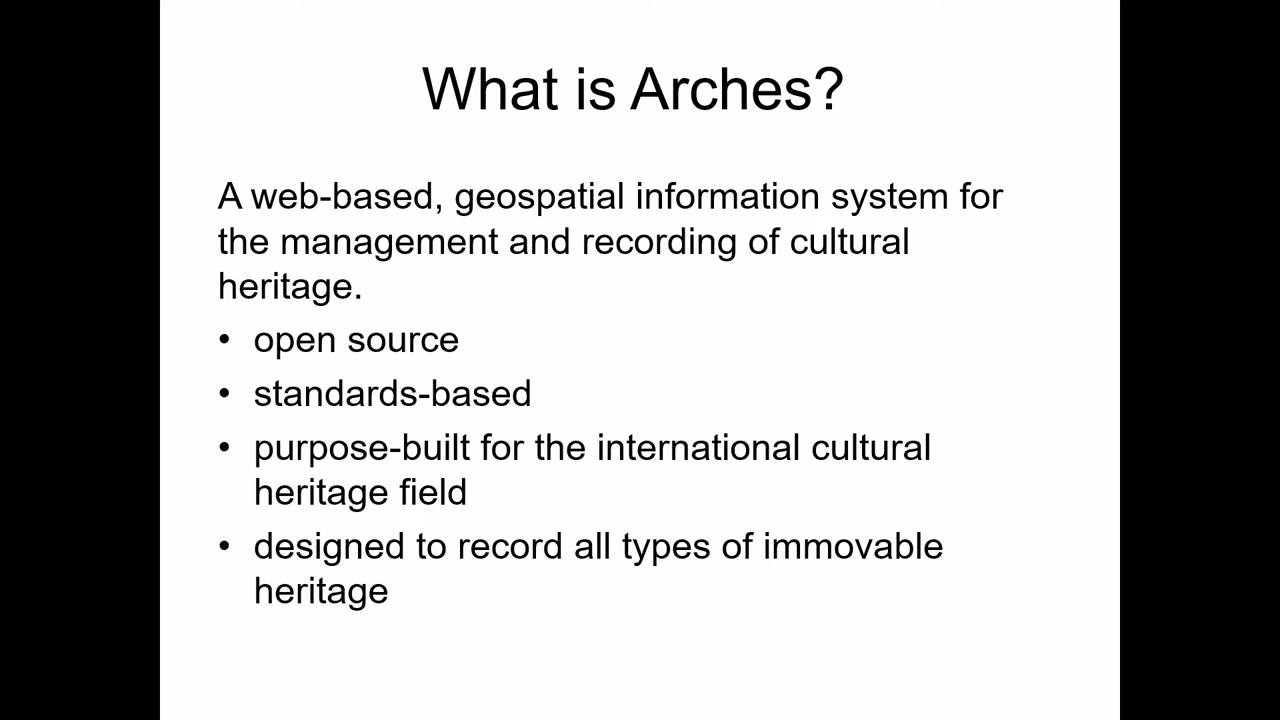 What is Arches?
A web-based, geospatial information system for
the management and recording of cultural
heritage.
• open source
• standards-based
• purpose-built for the international cultural
heritage field
• designed to record all types of immovable
heritage